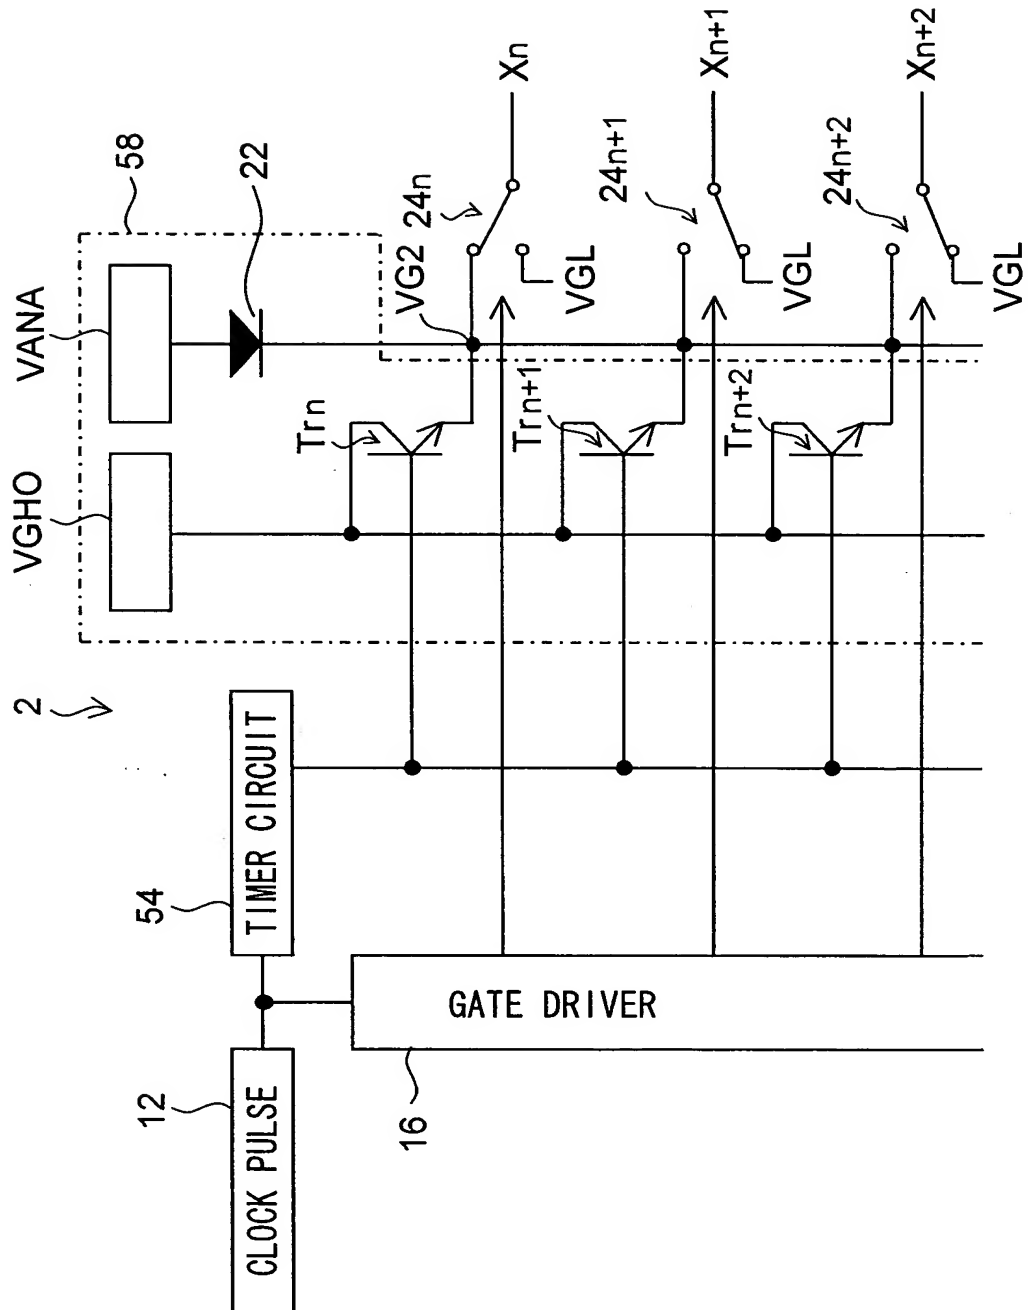 VANA
58
22
VGHO
VG2
24n
Xn
VGL
Trn
24n+1
Xn+1
VGL
Trn+1
24n+2
Xn+2
VGL
Trn+2
2
54
TIMER CIRCUIT
12
CLOCK PULSE
GATE DRIVER
16